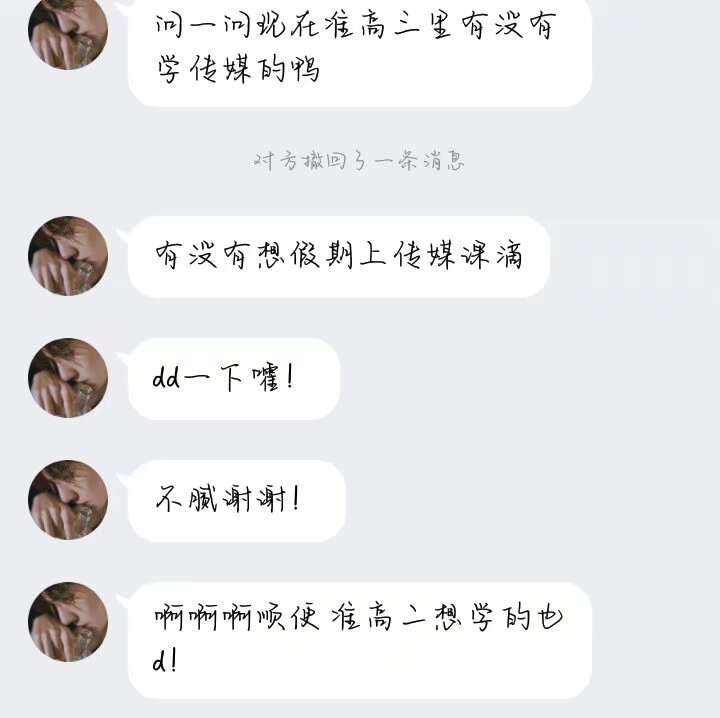 问一问现在准高三里有没有
学传媒的鸭
对方撤回了一条消息
有没有想假期上传媒课滴
dd一下嚯!
不腻谢谢!
啊啊啊顺便准高二想学的也
d!